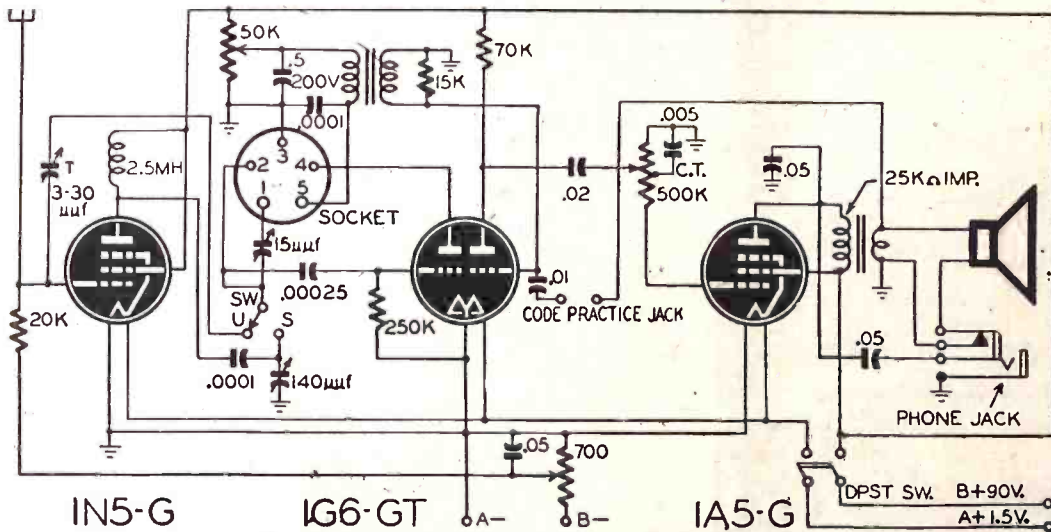 50K
.5
200V
.0001
15K
70K
T
3-30
μμf
2.5MH
2
3
4
1
5
SOCKET
15μμf
.00025
SW
U
S
250K
20K
.0001
140μμf
.02
.005
C.T.
500K
.01
CODE PRACTICE JACK
.05
25KΩ IMP.
.05
PHONE JACK
.05
700
DPST SW.
B+90V.
A+1.5V.
1N5-G
1G6-GT
A-
B-
1A5-G